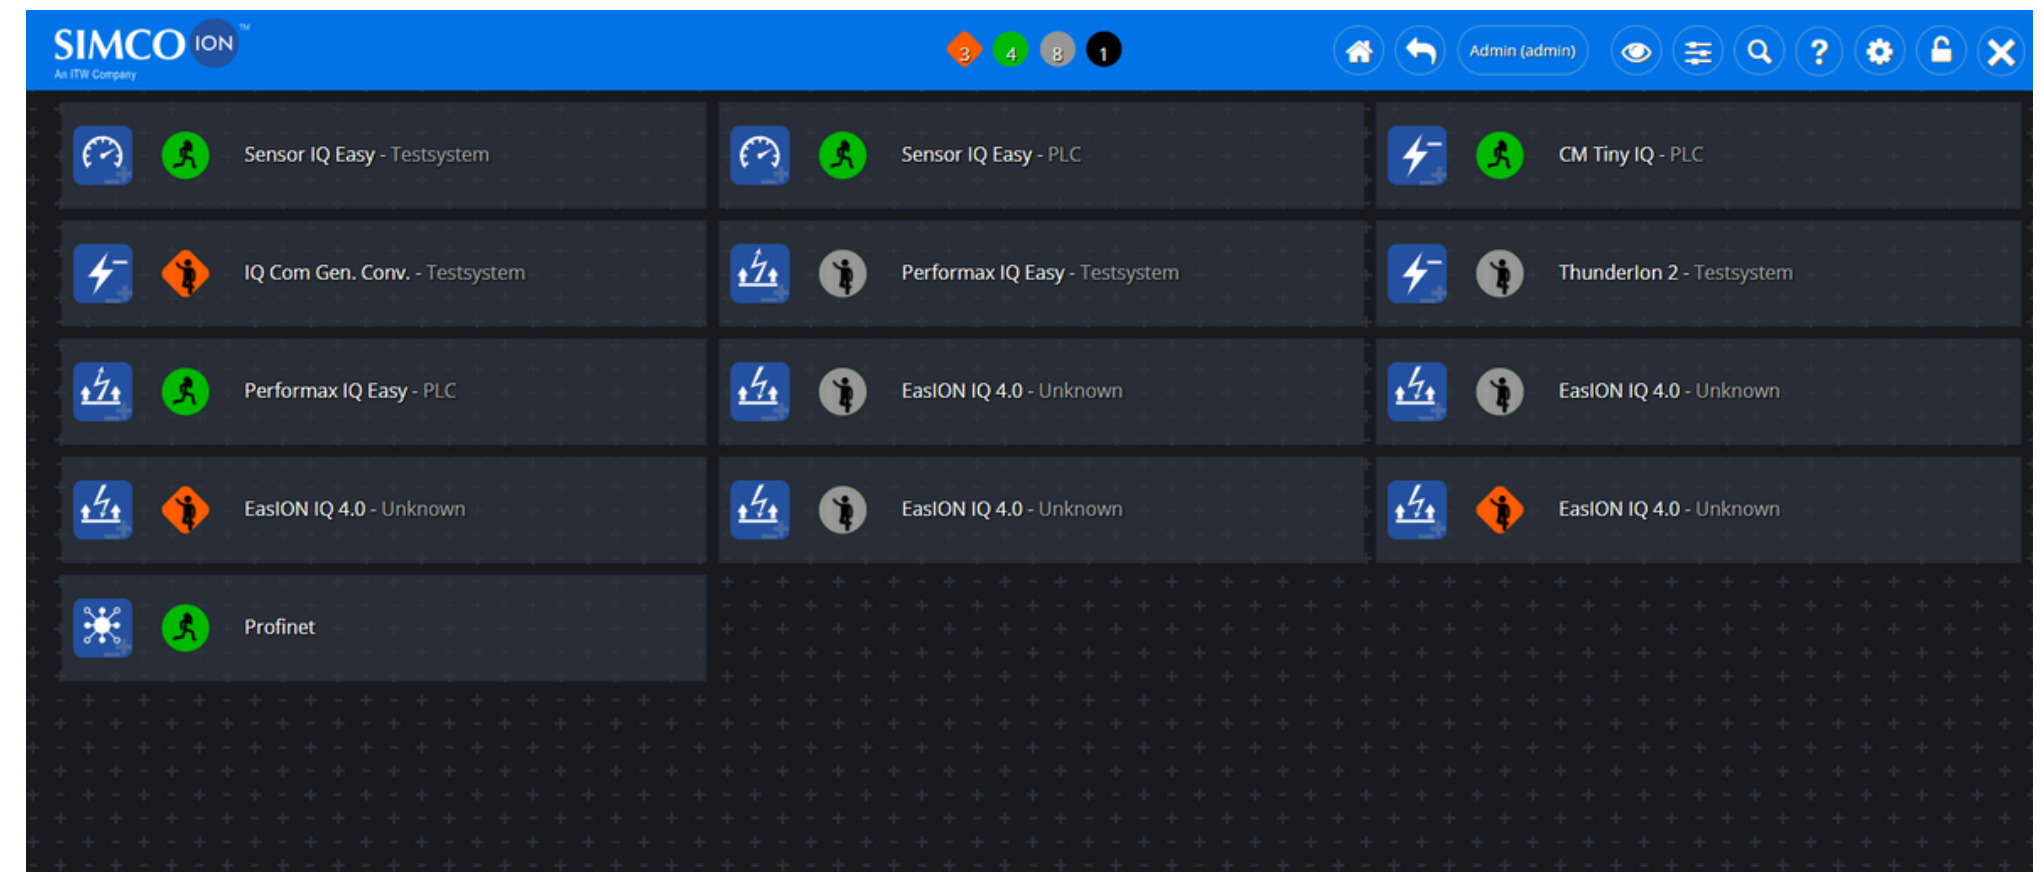 SIMCO ION™
An ITW Company
3 4 8 1
Admin (admin)
?
Sensor IQ Easy - Testsystem
Sensor IQ Easy - PLC
CM Tiny IQ - PLC
IQ Com Gen. Conv. - Testsystem
Performax IQ Easy - Testsystem
ThunderIon 2 - Testsystem
Performax IQ Easy - PLC
EasION IQ 4.0 - Unknown
EasION IQ 4.0 - Unknown
EasION IQ 4.0 - Unknown
EasION IQ 4.0 - Unknown
EasION IQ 4.0 - Unknown
Profinet